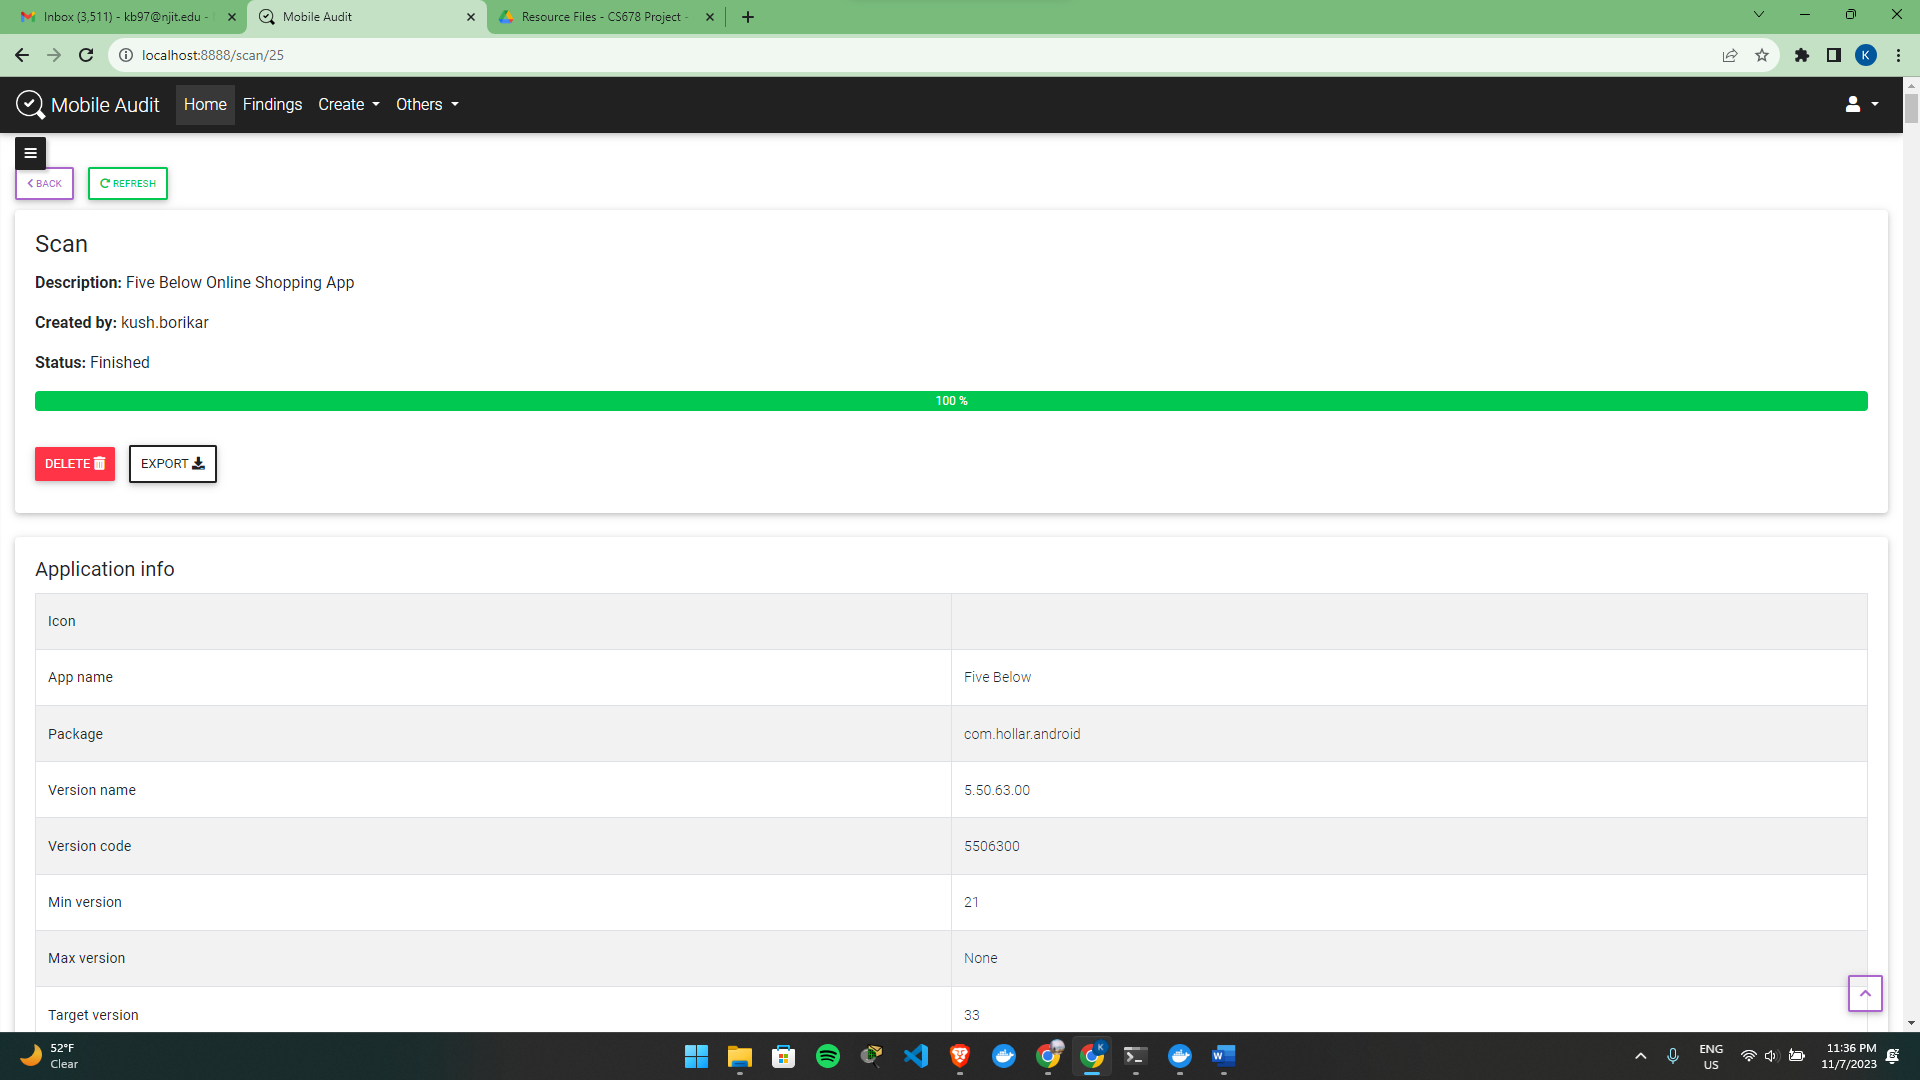 Inbox (3,511) - kb97@njit.edu -
Mobile Audit
Resource Files - CS678 Project -
localhost:8888/scan/25
K
Mobile Audit
Home
Findings
Create
Others
BACK
REFRESH
Scan
Description: Five Below Online Shopping App
Created by: kush.borikar
Status: Finished
100 %
DELETE
EXPORT
Application info
Icon
App name
Five Below
Package
com.hollar.android
Version name
5.50.63.00
Version code
5506300
Min version
21
Max version
None
Target version
33
52°F
Clear
K
W
ENG
US
11:36 PM
11/7/2023